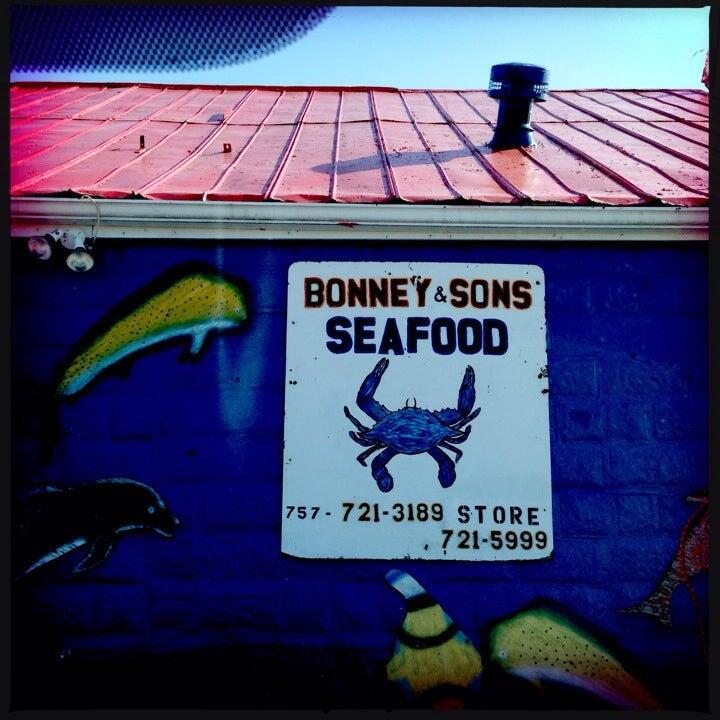 BONNEY & SONS
SEAFOOD
757- 721-3189 STORE
721-5999